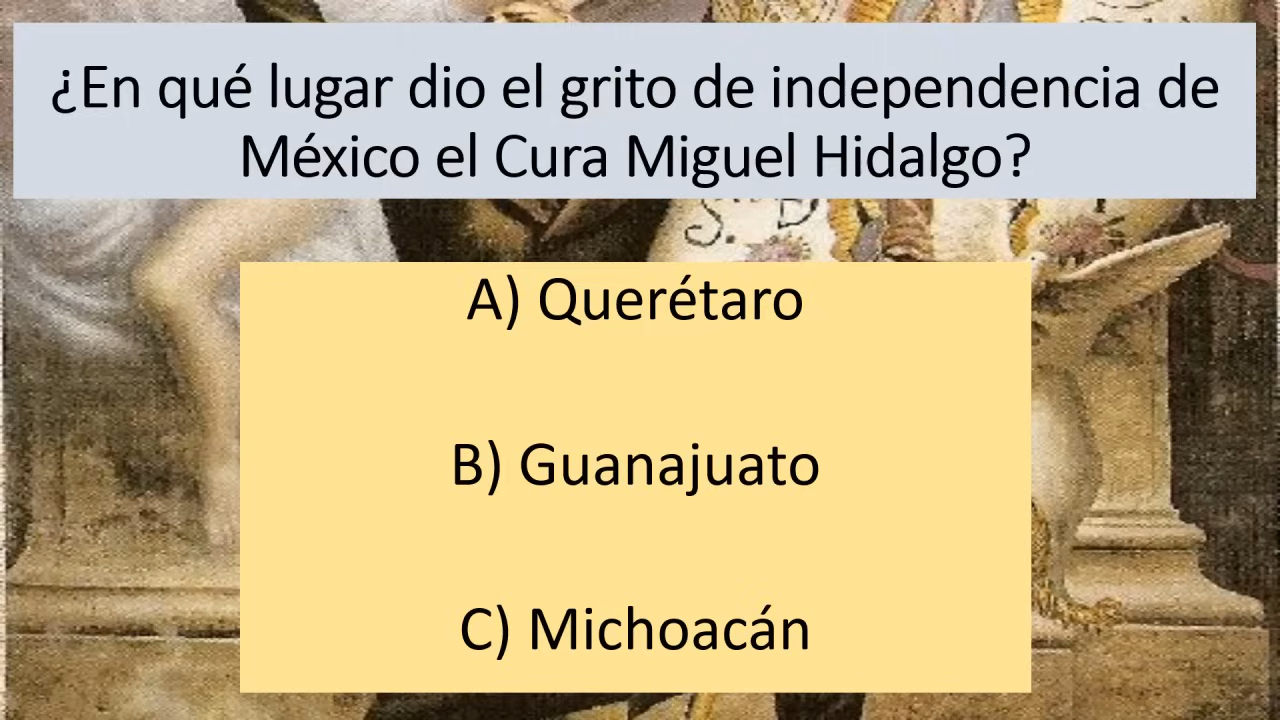 ¿En qué lugar dio el grito de independencia de
México el Cura Miguel Hidalgo?
S. B
A) Querétaro
B) Guanajuato
C) Michoacán